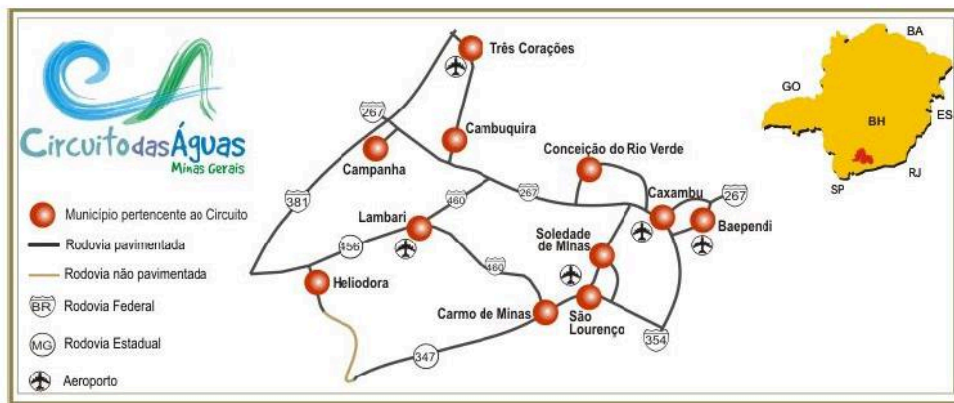 Circuito das Águas
Minas Gerais
Município pertencente ao Circuito
Rodovia pavimentada
Rodovia não pavimentada
BR
Rodovia Federal
MG
Rodovia Estadual
Aeroporto
Três Corações
267
Cambuquira
Campanha
Conceição do Rio Verde
381
460
267
Caxambu
267
Lambari
Baependi
456
Soledade
de Minas
460
Heliodora
Carmo de Minas
São
Lourenço
354
347
BA
GO
ES
BH
SP
RJ